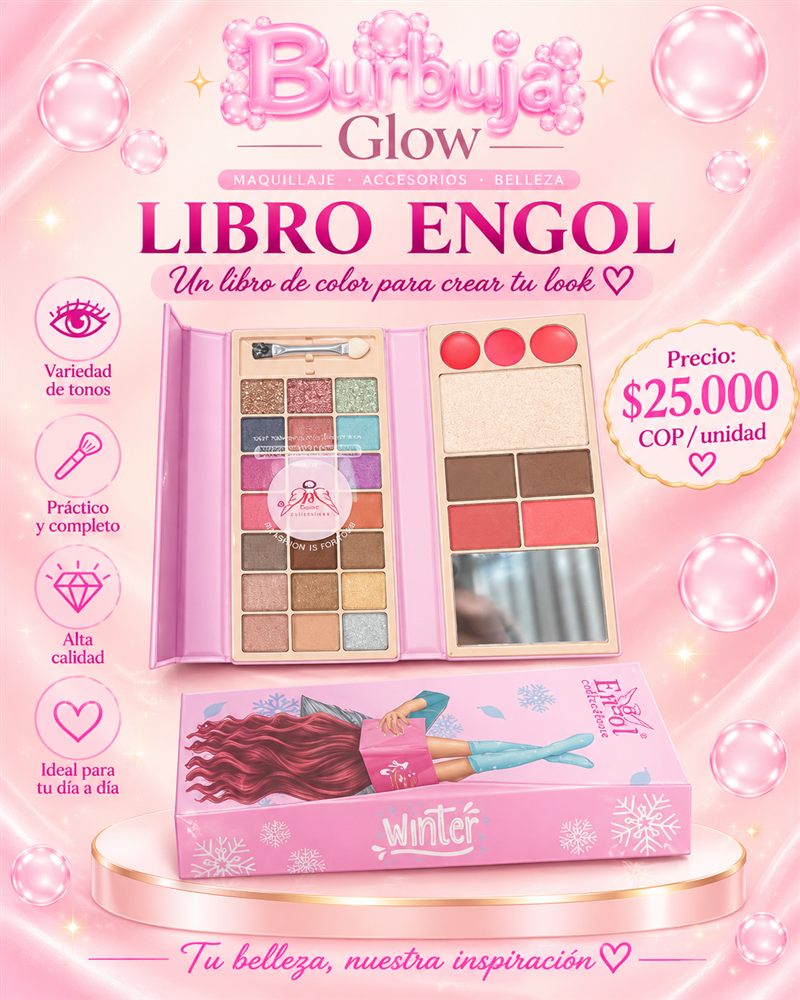 Burbuja
Glow
MAQUILLAJE · ACCESORIOS · BELLEZA
LIBRO ENGOL
Un libro de color para crear tu look
Variedad
de tonos
Práctico
y completo
Alta
calidad
Ideal para
tu día a día
Precio:
$25.000
COP / unidad
Engol
®
Winter
Tu belleza, nuestra inspiración